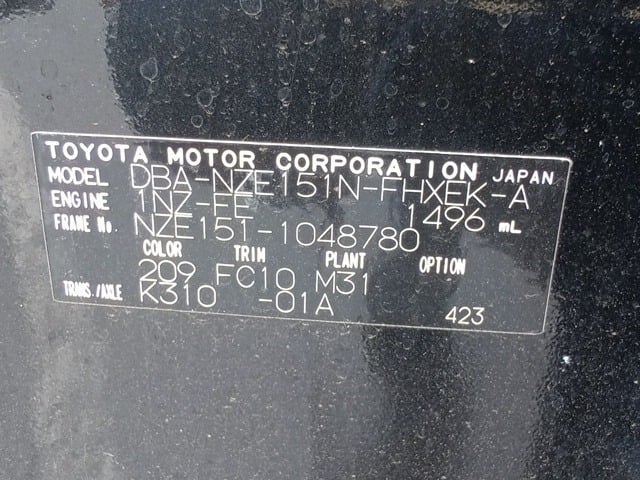 TOYOTA MOTOR CORPORATION JAPAN
MODEL DBA-NZE151N-FHXEK-A
ENGINE 1NZ-FE 1496 mL
FRAME No. NZE151-1048780
COLOR TRIM PLANT OPTION
209 FC10 M31
TRANS./AXLE K310 -01A
423